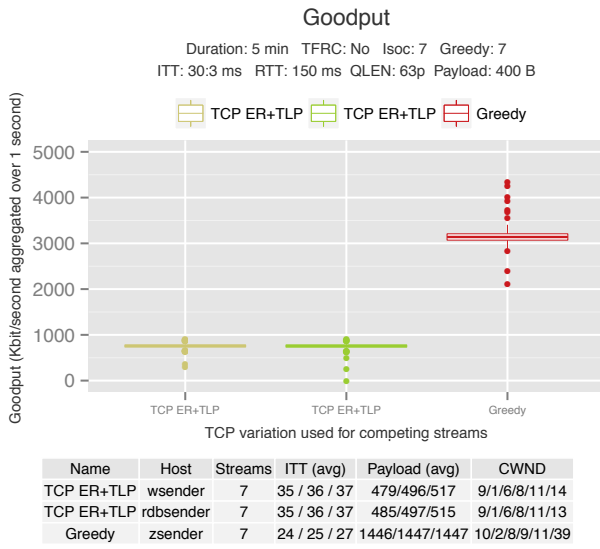 Goodput
Duration: 5 min TFRC: No Isoc: 7 Greedy: 7
ITT: 30:3 ms RTT: 150 ms QLEN: 63p Payload: 400 B
TCP ER+TLP TCP ER+TLP Greedy
Goodput (Kbit/second aggregated over 1 second)
5000
4000
3000
2000
1000
0
TCP ER+TLP TCP ER+TLP Greedy
TCP variation used for competing streams
Name Host Streams ITT (avg) Payload (avg) CWND
TCP ER+TLP wsender 7 35 / 36 / 37 479/496/517 9/1/6/8/11/14
TCP ER+TLP rdbsender 7 35 / 36 / 37 485/497/515 9/1/6/8/11/13
Greedy zsender 7 24 / 25 / 27 1446/1447/1447 10/2/8/9/11/39